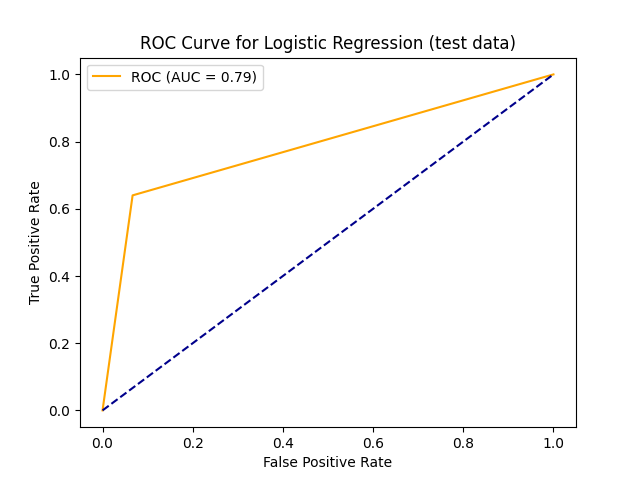 ROC Curve for Logistic Regression (test data)
ROC (AUC = 0.79)
1.0
0.8
0.6
0.4
0.2
0.0
True Positive Rate
0.0 0.2 0.4 0.6 0.8 1.0
False Positive Rate